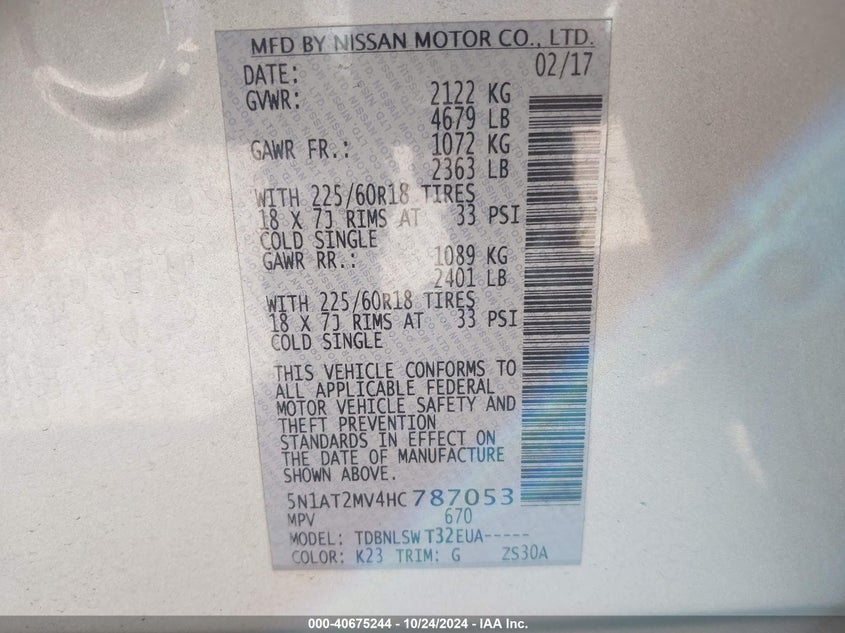 MFD BY NISSAN MOTOR CO., LTD.
DATE: 02/17
GVWR: 2122 KG
4679 LB
GAWR FR.: 1072 KG
2363 LB
WITH 225/60R18 TIRES
18 X 7J RIMS AT 33 PSI
COLD SINGLE
GAWR RR.: 1089 KG
2401 LB
WITH 225/60R18 TIRES
18 X 7J RIMS AT 33 PSI
COLD SINGLE
THIS VEHICLE CONFORMS TO
ALL APPLICABLE FEDERAL
MOTOR VEHICLE SAFETY AND
THEFT PREVENTION
STANDARDS IN EFFECT ON
THE DATE OF MANUFACTURE
SHOWN ABOVE.
5N1AT2MV4HC787053
MPV 670
MODEL: TDBNLSW T32EUA-----
COLOR: K23 TRIM: G ZS30A
000-40675244 - 10/24/2024 - IAA Inc.